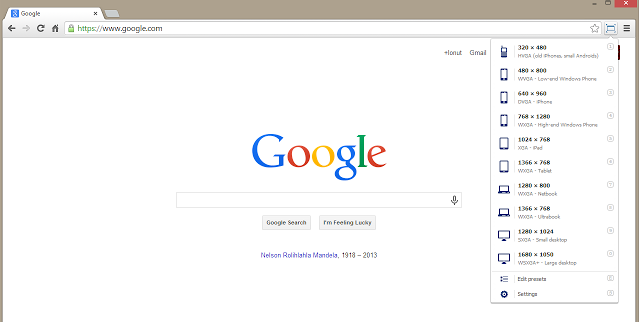 Google
https://www.google.com
+Ionut Gmail
Google
Google Search I'm Feeling Lucky
Nelson Rolihlahla Mandela, 1918 – 2013
320 × 480
HVGA (old iPhones, small Androids)
480 × 800
WVGA - Low-end Windows Phone
640 × 960
DVGA - iPhone
768 × 1280
WXGA - High-end Windows Phone
1024 × 768
XGA - iPad
1366 × 768
WXGA - Tablet
1280 × 800
WXGA - Netbook
1366 × 768
WXGA - Ultrabook
1280 × 1024
SXGA - Small desktop
1680 × 1050
WSXGA+ - Large desktop
Edit presets
Settings